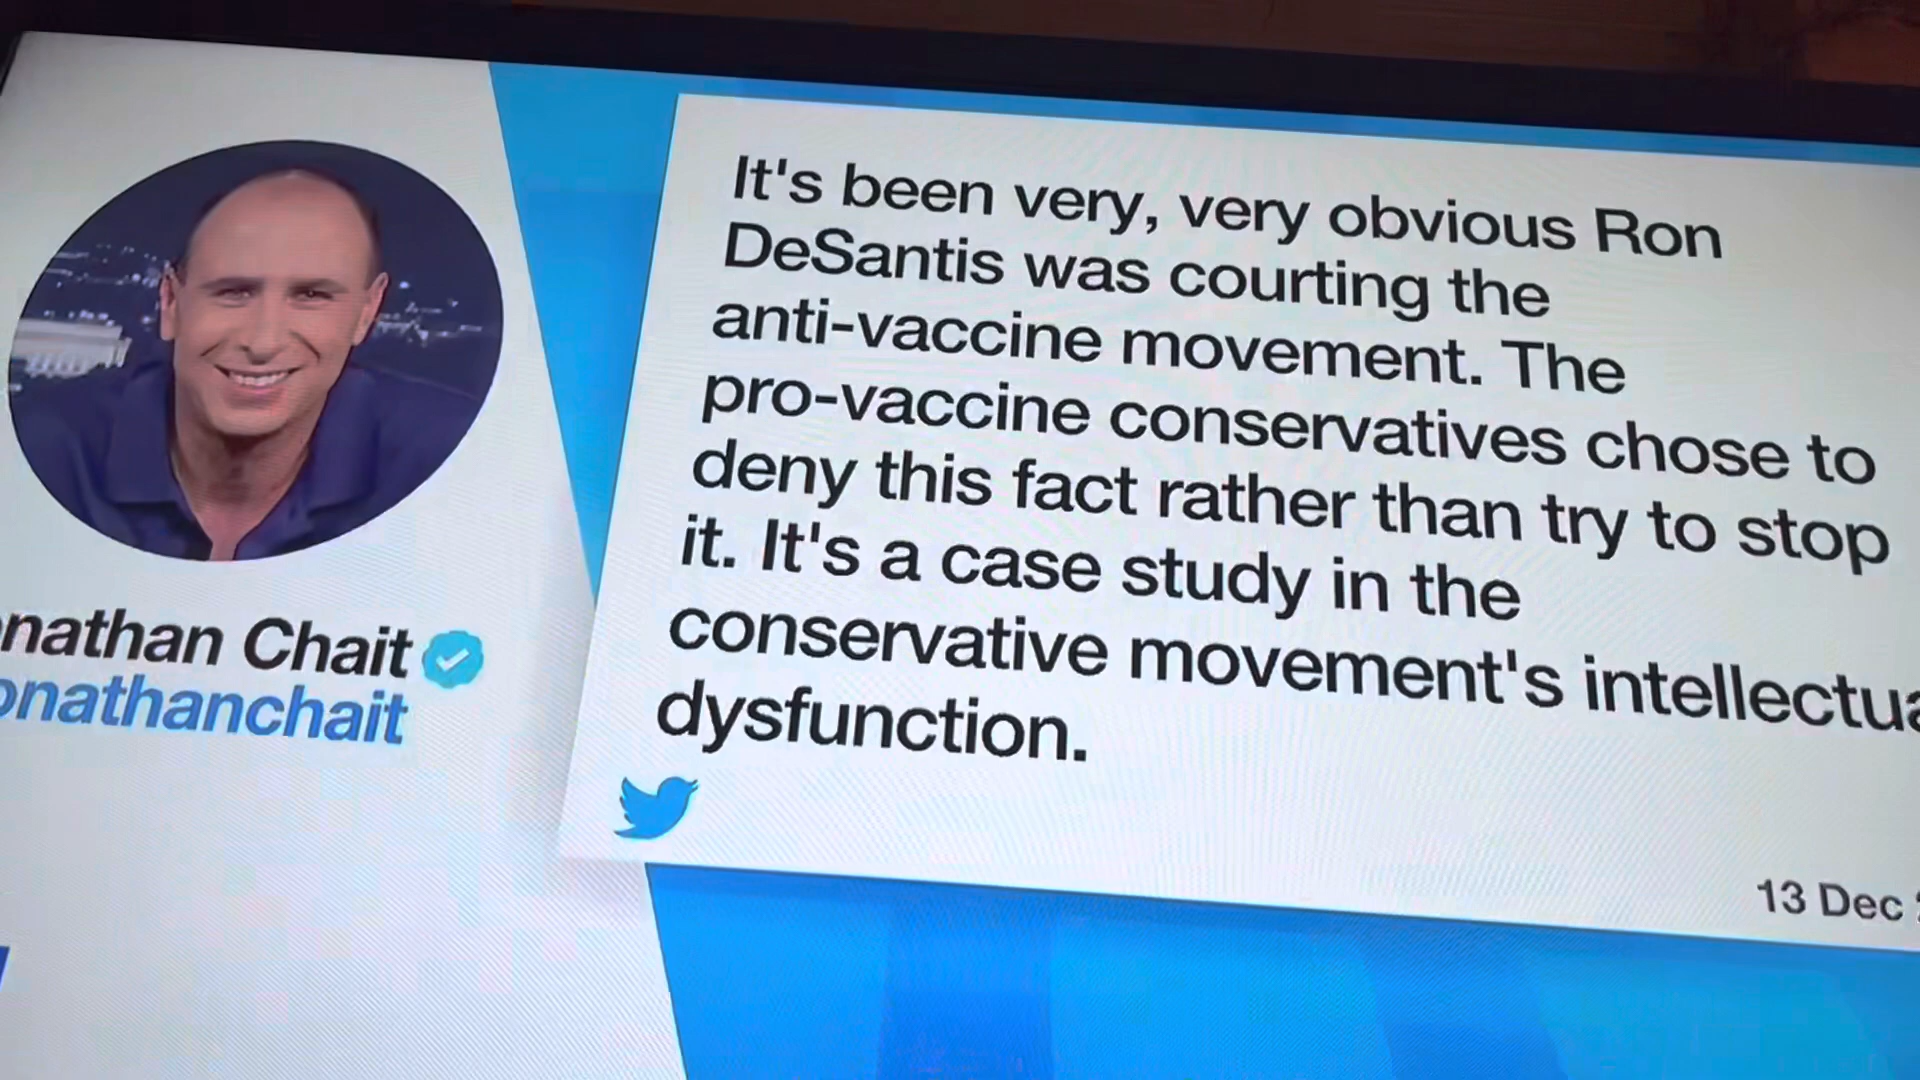 nathan Chait
onathanchait
It's been very, very obvious Ron
DeSantis was courting the
anti-vaccine movement. The
pro-vaccine conservatives chose to
deny this fact rather than try to stop
it. It's a case study in the
conservative movement's intellectua
dysfunction.
13 Dec